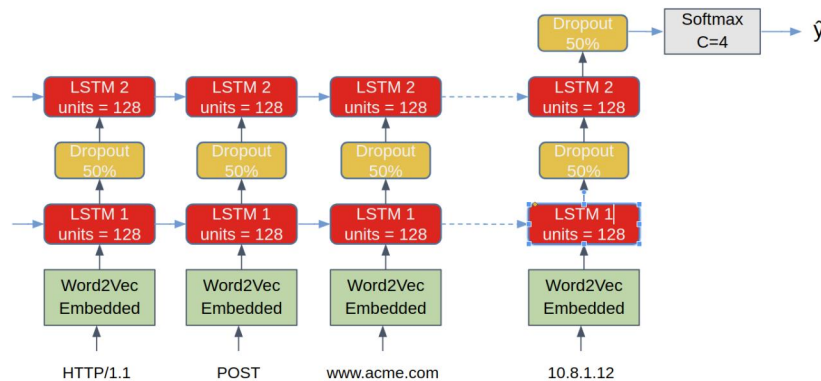 Dropout
50%
Softmax
C=4
ŷ
LSTM 2
units = 128
LSTM 2
units = 128
LSTM 2
units = 128
LSTM 2
units = 128
Dropout
50%
Dropout
50%
Dropout
50%
Dropout
50%
LSTM 1
units = 128
LSTM 1
units = 128
LSTM 1
units = 128
LSTM 1
units = 128
Word2Vec
Embedded
Word2Vec
Embedded
Word2Vec
Embedded
Word2Vec
Embedded
HTTP/1.1
POST
www.acme.com
10.8.1.12